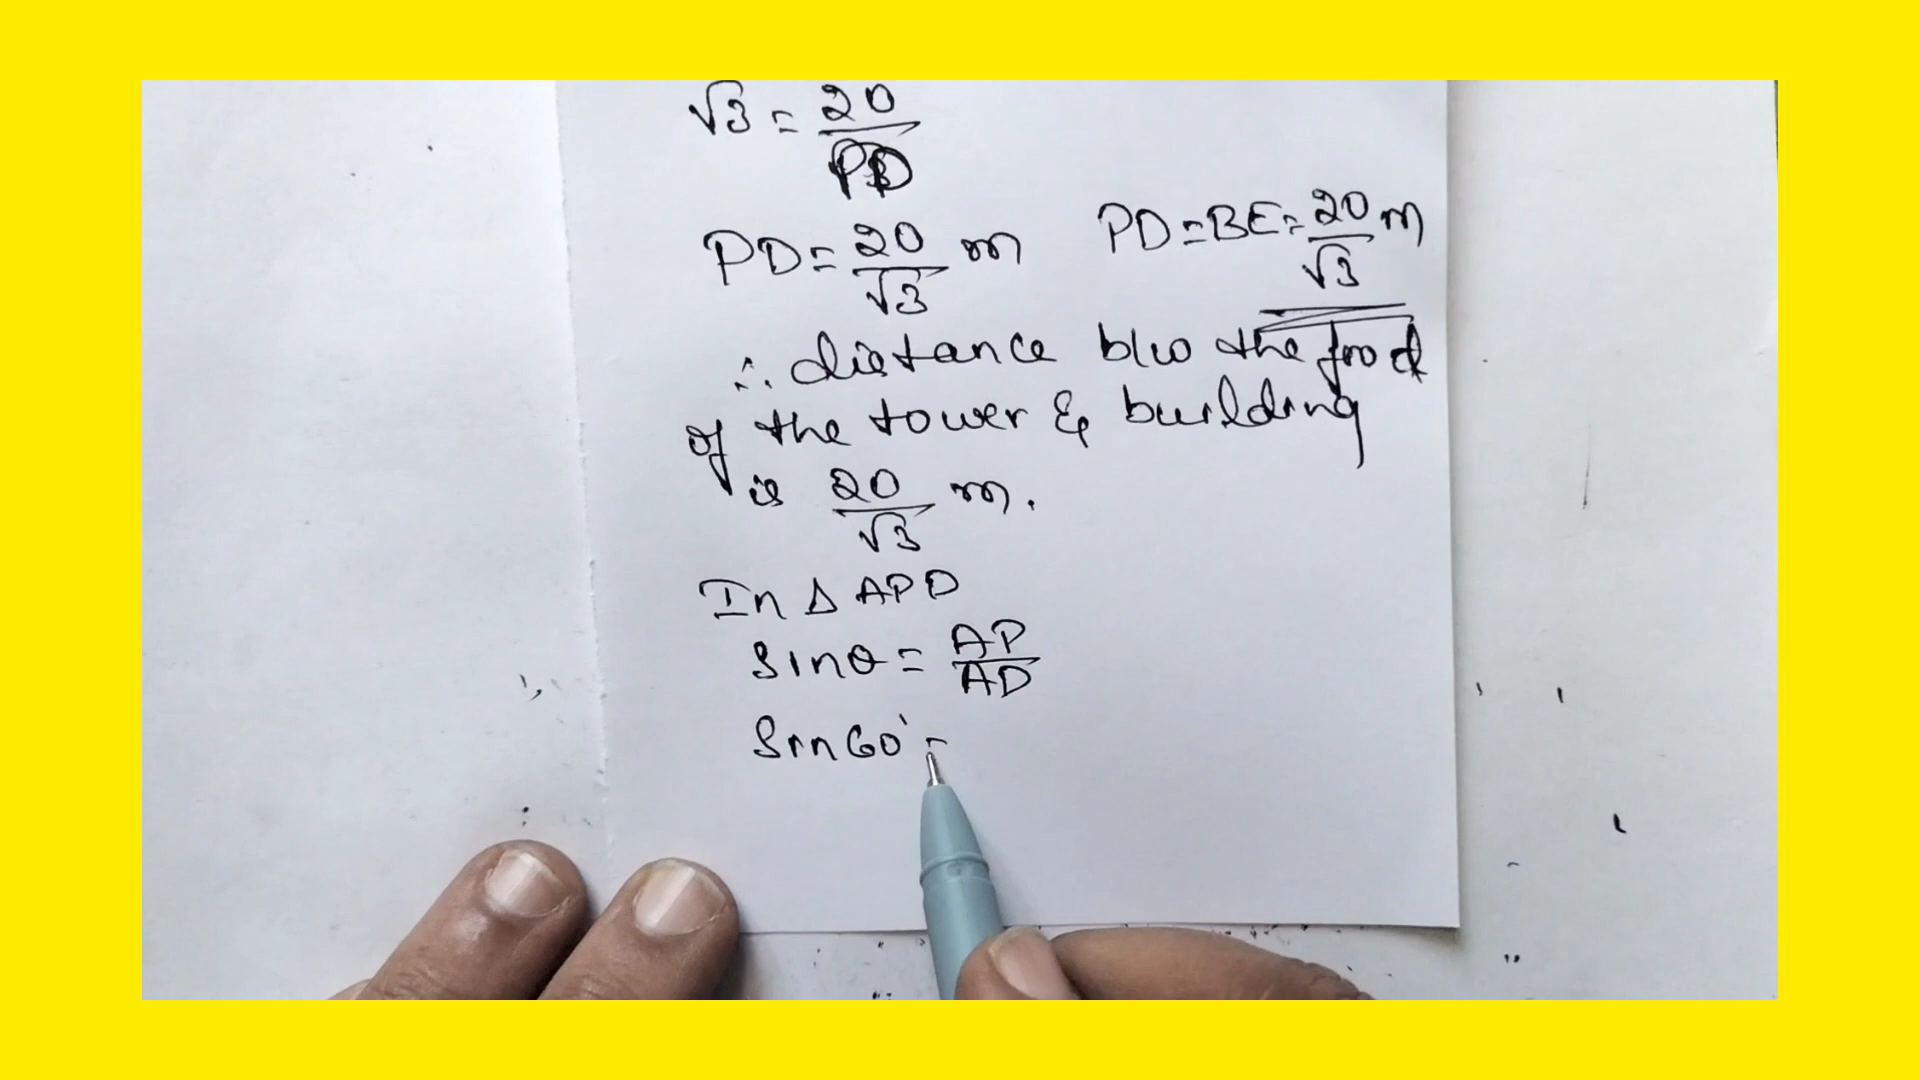 √3 = 20/PD
PD = 20/√3 m
PD = BE = 20/√3 m
∴ distance b/w the foot
of the tower & building
is 20/√3 m.
In Δ APD
sinθ = AP/AD
Sin60° =